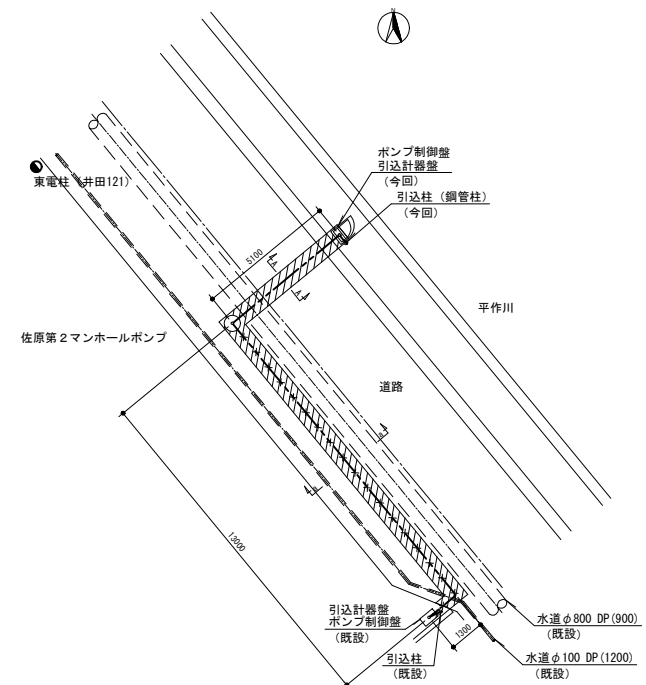 N
ポンプ制御盤
引込計器盤
(今回)
引込柱（鋼管柱）
(今回)
東電柱（井田121）
5100
A
A
平作川
佐原第２マンホールポンプ
道路
B
B
13000
引込計器盤
ポンプ制御盤
(既設)
1300
引込柱
(既設)
水道φ800 DP(900)
(既設)
水道φ100 DP(1200)
(既設)